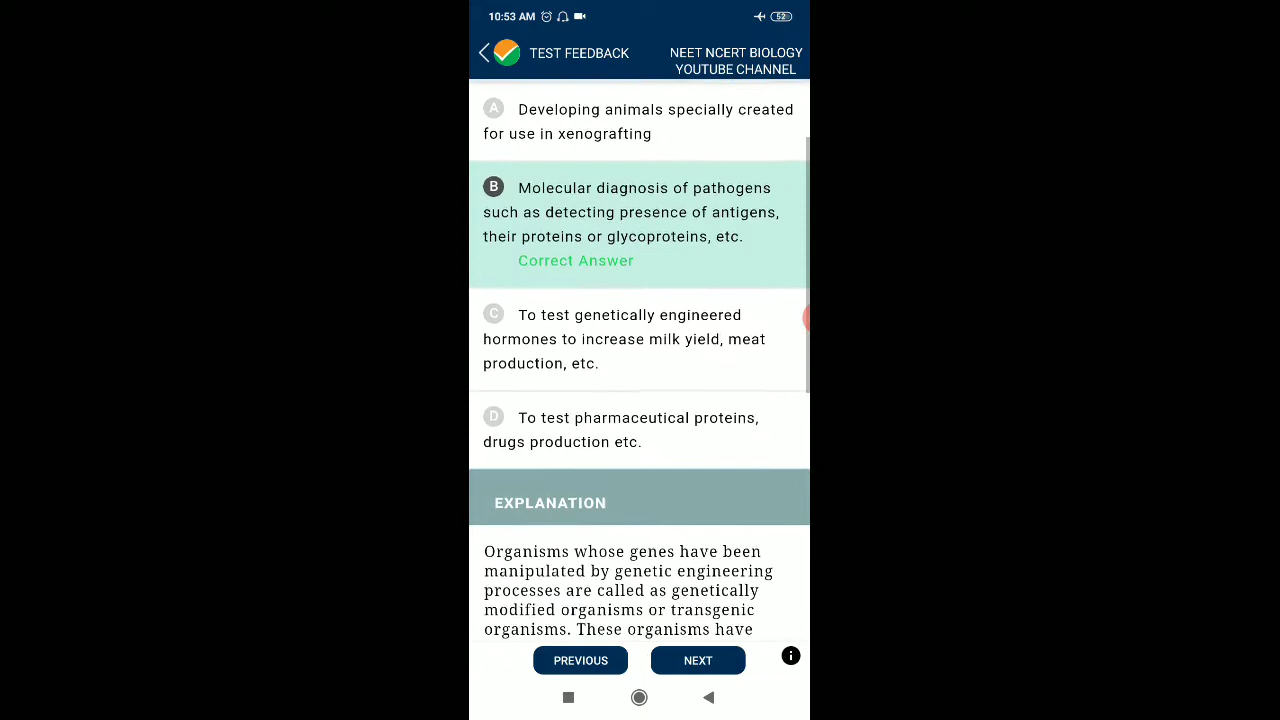 10:53 AM 52
TEST FEEDBACK
NEET NCERT BIOLOGY
YOUTUBE CHANNEL
A Developing animals specially created
for use in xenografting
B Molecular diagnosis of pathogens
such as detecting presence of antigens,
their proteins or glycoproteins, etc.
Correct Answer
C To test genetically engineered
hormones to increase milk yield, meat
production, etc.
D To test pharmaceutical proteins,
drugs production etc.
EXPLANATION
Organisms whose genes have been
manipulated by genetic engineering
processes are called as genetically
modified organisms or transgenic
organisms. These organisms have
PREVIOUS NEXT